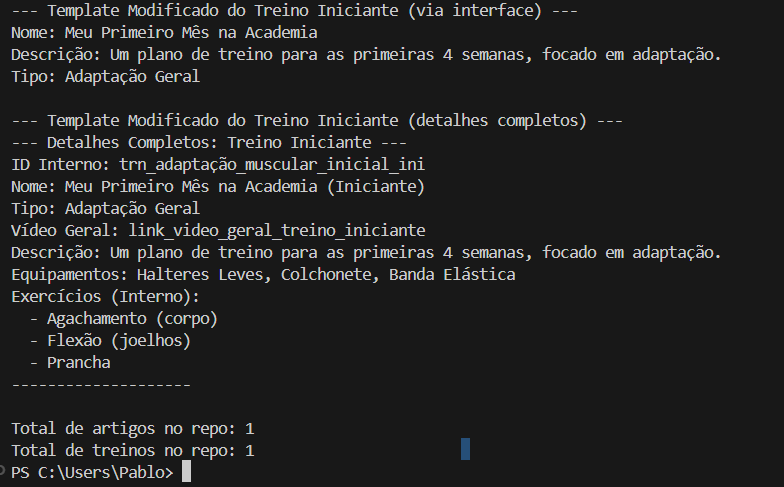 --- Template Modificado do Treino Iniciante (via interface) ---
Nome: Meu Primeiro Mês na Academia
Descrição: Um plano de treino para as primeiras 4 semanas, focado em adaptação.
Tipo: Adaptação Geral
--- Template Modificado do Treino Iniciante (detalhes completos) ---
--- Detalhes Completos: Treino Iniciante ---
ID Interno: trn_adaptação_muscular_inicial_ini
Nome: Meu Primeiro Mês na Academia (Iniciante)
Tipo: Adaptação Geral
Vídeo Geral: link_video_geral_treino_iniciante
Descrição: Um plano de treino para as primeiras 4 semanas, focado em adaptação.
Equipamentos: Halteres Leves, Colchonete, Banda Elástica
Exercícios (Interno):
  - Agachamento (corpo)
  - Flexão (joelhos)
  - Prancha
--------------------
Total de artigos no repo: 1
Total de treinos no repo: 1
PS C:\Users\Pablo>